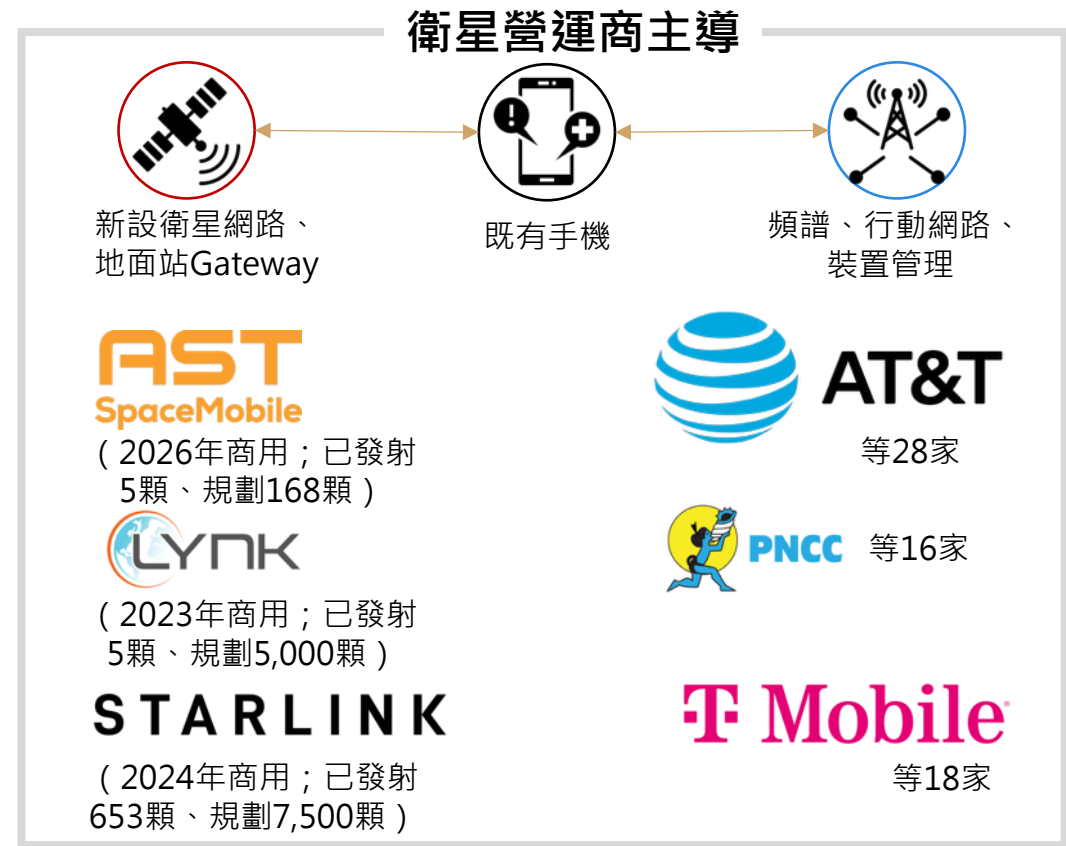 衛星營運商主導
新設衛星網路、
地面站Gateway
既有手機
頻譜、行動網路、
裝置管理
AST
SpaceMobile
(2026年商用；已發射
5顆、規劃168顆)
AT&T
等28家
LYNK
(2023年商用；已發射
5顆、規劃5,000顆)
PNCC 等16家
STARLINK
(2024年商用；已發射
653顆、規劃7,500顆)
T Mobile
等18家